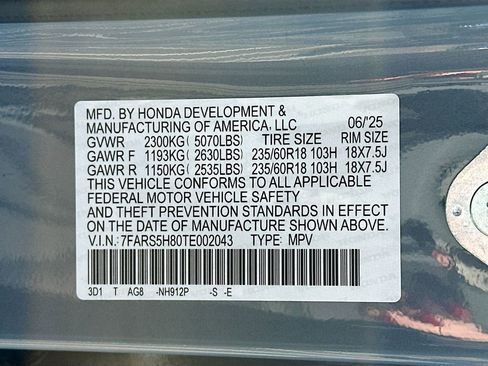 MFD. BY HONDA DEVELOPMENT &
MANUFACTURING OF AMERICA, LLC 06/'25
GVWR 2300KG( 5070LBS) TIRE SIZE RIM SIZE
GAWR F 1193KG( 2630LBS) 235/60R18 103H 18X7.5J
GAWR R 1150KG( 2535LBS) 235/60R18 103H 18X7.5J
THIS VEHICLE CONFORMS TO ALL APPLICABLE
FEDERAL MOTOR VEHICLE SAFETY
AND THEFT PREVENTION STANDARDS IN EFFECT
ON THE DATE OF MANUFACTURE SHOWN ABOVE.
V.I.N: 7FARS5H80TE002043 TYPE: MPV
3D1 T AG8 -NH912P -S -E